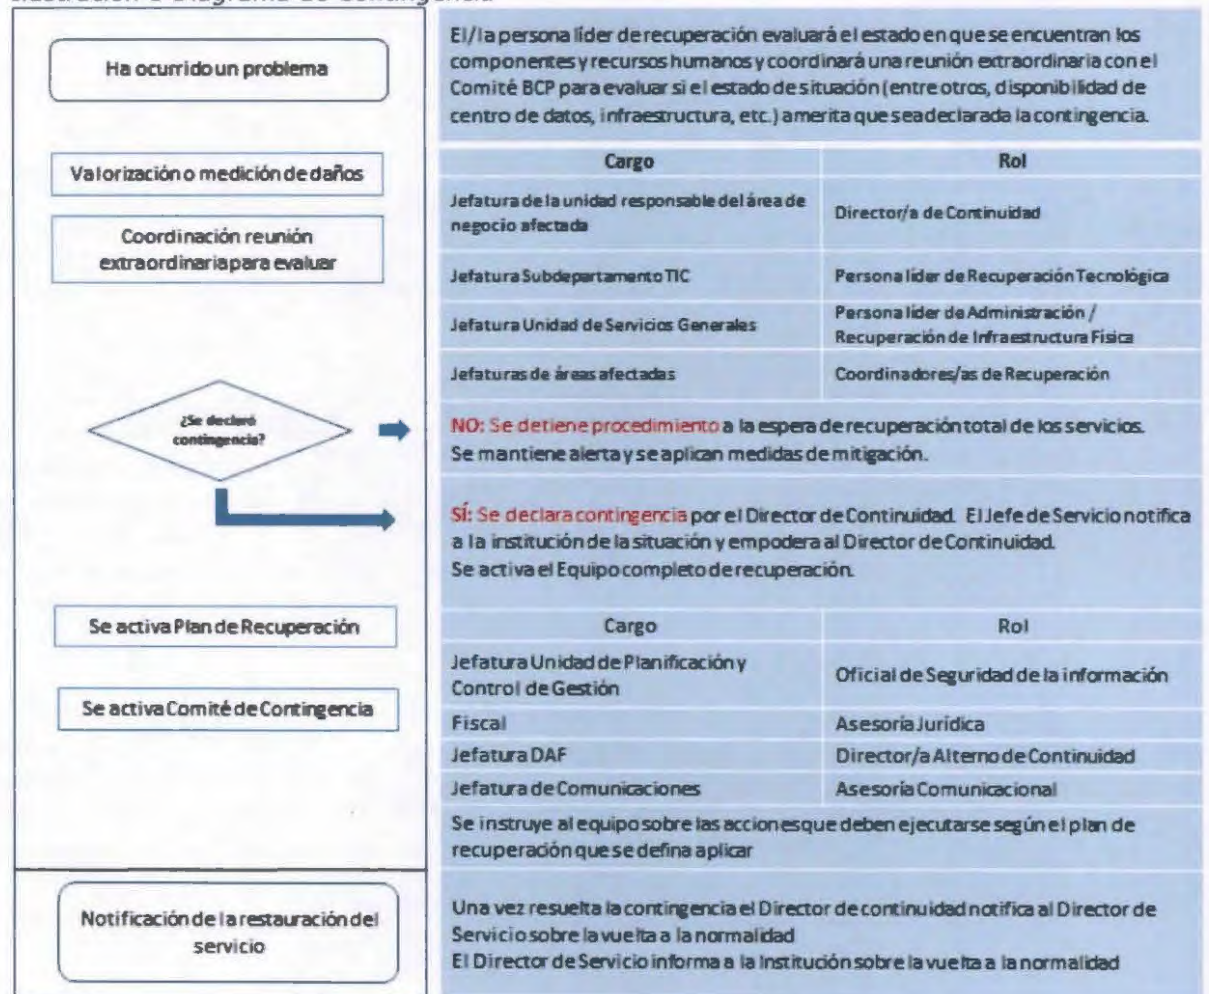 Ha ocurrido un problema
El/la persona líder de recuperación evaluará el estado en que se encuentran los
componentes y recursos humanos y coordinará una reunión extraordinaria con el
Comité BCP para evaluar si el estado de situación (entre otros, disponibilidad de
centro de datos, infraestructura, etc.) amerita que sea declarada la contingencia.
Valorización o medición de daños
Coordinación reunión
extraordinaria para evaluar
Cargo Rol
Jefatura de la unidad responsable del área de
negocio afectada
Director/a de Continuidad
Jefatura Subdepartamento TIC
Persona líder de Recuperación Tecnológica
Jefatura Unidad de Servicios Generales
Persona líder de Administración /
Recuperación de Infraestructura Física
Jefaturas de áreas afectadas
Coordinadores/as de Recuperación
¿Se declaró
contingencia?
NO: Se detiene procedimiento a la espera de recuperación total de los servicios.
Se mantiene alerta y se aplican medidas de mitigación.
SÍ: Se declara contingencia por el Director de Continuidad. El Jefe de Servicio notifica
a la institución de la situación y empodera al Director de Continuidad.
Se activa el Equipo completo de recuperación.
Se activa Plan de Recuperación
Se activa Comité de Contingencia
Cargo Rol
Jefatura Unidad de Planificación y
Control de Gestión
Oficial de Seguridad de la información
Fiscal
Asesoría Jurídica
Jefatura DAF
Director/a Alterno de Continuidad
Jefatura de Comunicaciones
Asesoría Comunicacional
Se instruye al equipo sobre las acciones que deben ejecutarse según el plan de
recuperación que se defina aplicar
Notificación de la restauración del
servicio
Una vez resuelta la contingencia el Director de continuidad notifica al Director de
Servicio sobre la vuelta a la normalidad
El Director de Servicio informa a la Institución sobre la vuelta a la normalidad